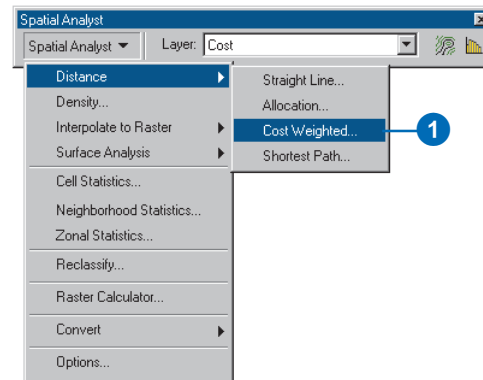 Spatial Analyst
Spatial Analyst Layer: Cost
Distance
Density...
Interpolate to Raster
Surface Analysis
Cell Statistics...
Neighborhood Statistics...
Zonal Statistics...
Reclassify...
Raster Calculator...
Convert
Options...
Straight Line...
Allocation...
Cost Weighted...
Shortest Path...
1